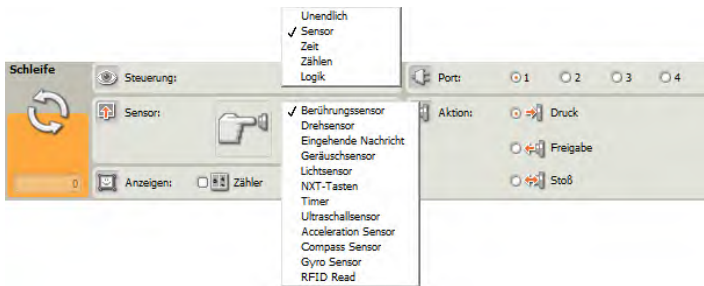 Unendlich
Sensor
Zeit
Zählen
Logik
Schleife
Steuerung:
Port: 1 2 3 4
Sensor:
Berührungssensor
Drehsensor
Eingehende Nachricht
Geräuschsensor
Lichtsensor
NXT-Tasten
Timer
Ultraschallsensor
Acceleration Sensor
Compass Sensor
Gyro Sensor
RFID Read
Aktion: Druck
Freigabe
Stoß
0
Anzeigen: Zähler